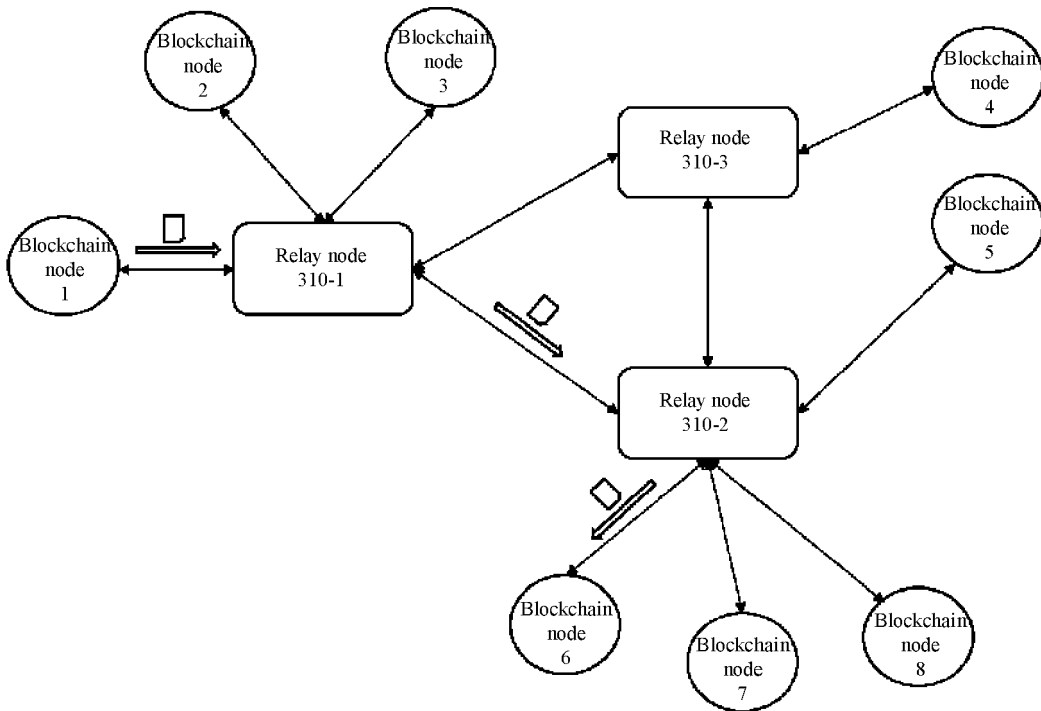 Blockchain
node
2
Blockchain
node
3
Blockchain
node
4
Relay node
310-3
Blockchain
node
5
Blockchain
node
1
Relay node
310-1
Relay node
310-2
Blockchain
node
6
Blockchain
node
7
Blockchain
node
8